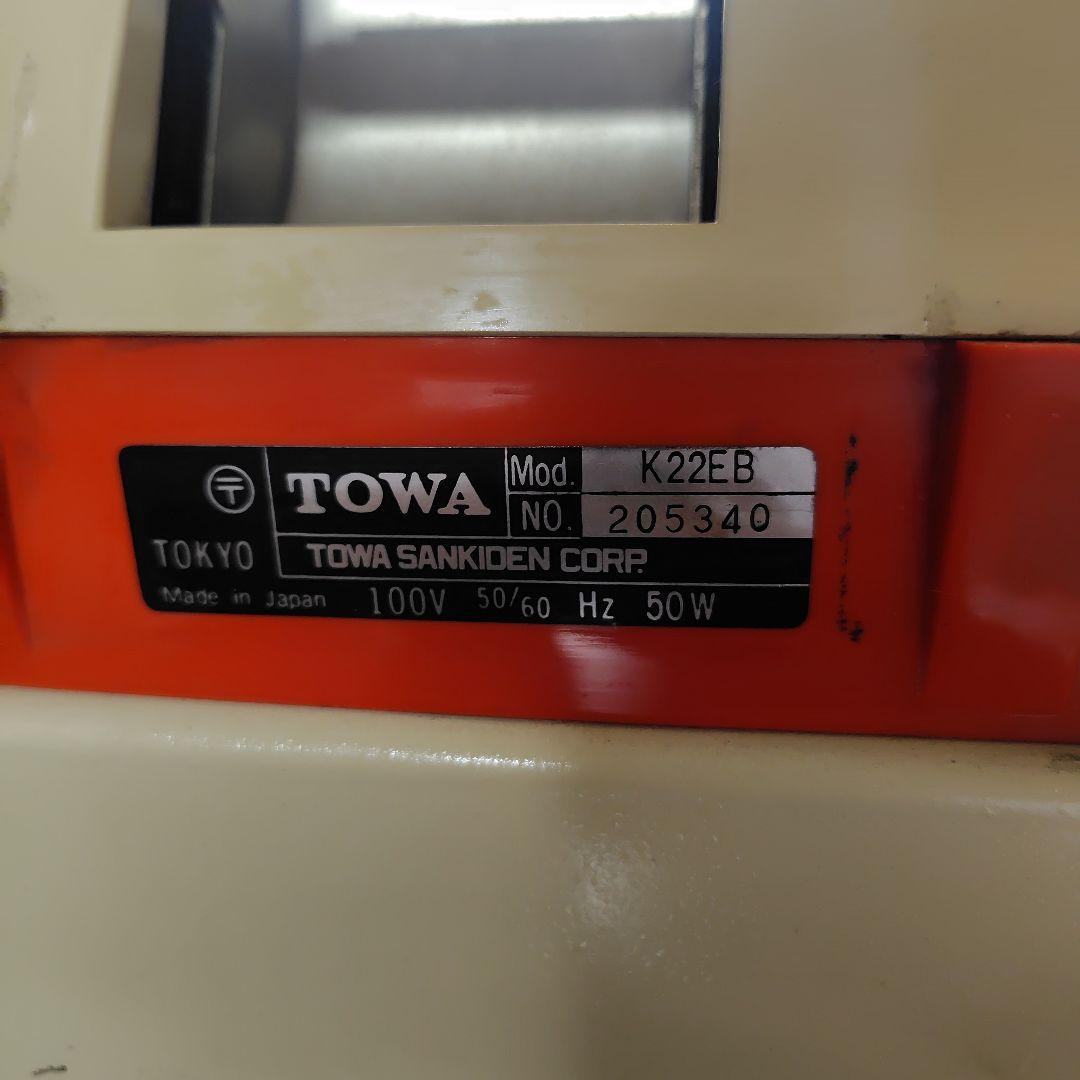 〶 TOWA Mod. K22EB
NO. 205340
TOKYO TOWA SANKIDEN CORP.
Made in Japan 100V 50/60 Hz 50W